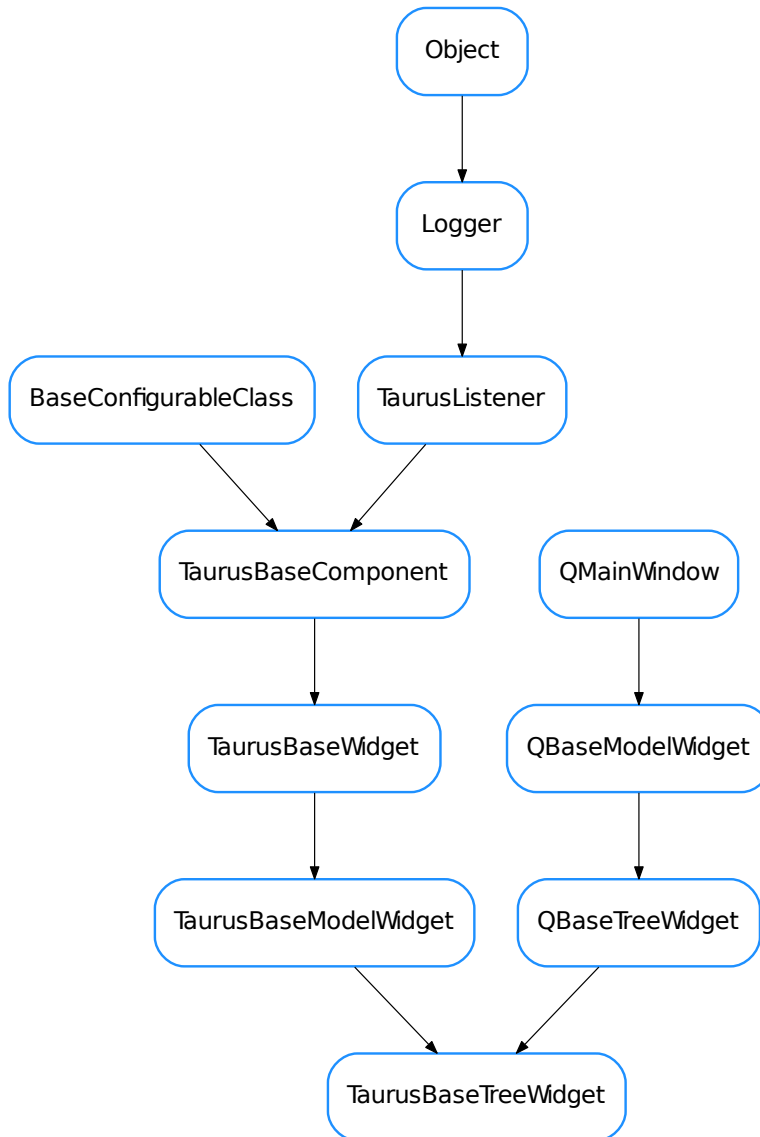 Object
Logger
BaseConfigurableClass
TaurusListener
TaurusBaseComponent
QMainWindow
TaurusBaseWidget
QBaseModelWidget
TaurusBaseModelWidget
QBaseTreeWidget
TaurusBaseTreeWidget